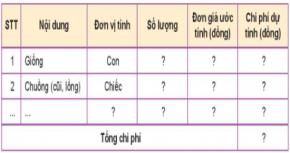 STT Nội dung Đơn vị tính Số lượng Đơn giá ước tính (đồng) Chi phí dự tính (đồng)
1 Giống Con ? ? ?
2 Chuồng (cũi, lồng) Chiếc ? ? ?
... ... ? ? ? ?
Tổng chi phí ?